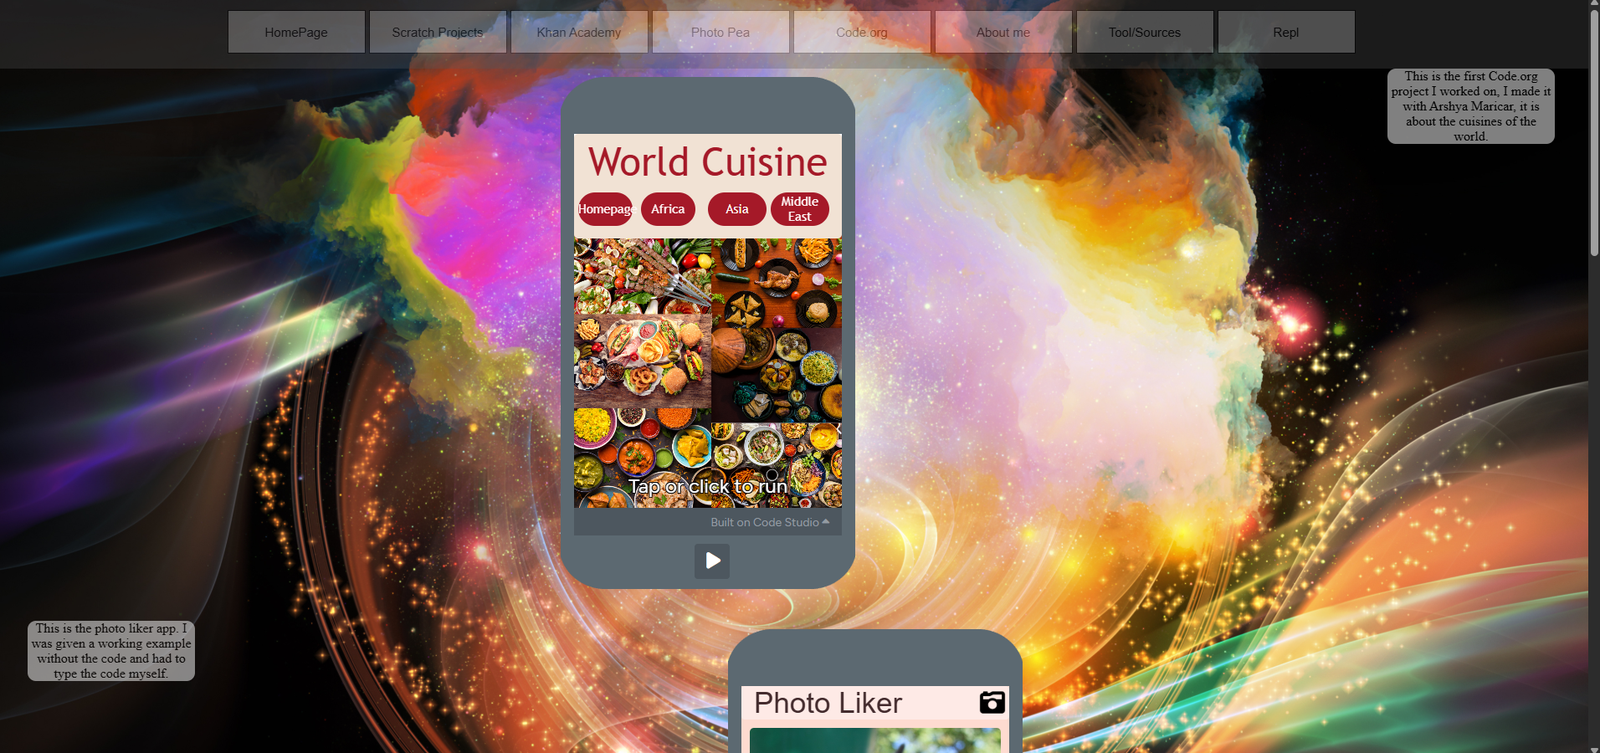 HomePage
Scratch Projects
Khan Academy
Photo Pea
Code.org
About me
Tool/Sources
Repl
This is the first Code.org
project I worked on, I made it
with Arshya Maricar, it is
about the cuisines of the
world.
World Cuisine
Homepage
Africa
Asia
Middle
East
Tap or click to run
Built on Code Studio
This is the photo liker app. I
was given a working example
without the code and had to
type the code myself.
Photo Liker